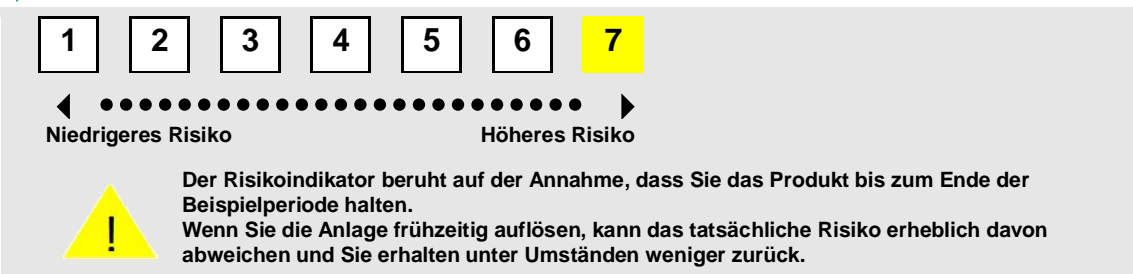 1 2 3 4 5 6 7
Niedrigeres Risiko Höheres Risiko
Der Risikoindikator beruht auf der Annahme, dass Sie das Produkt bis zum Ende der
Beispielperiode halten.
Wenn Sie die Anlage frühzeitig auflösen, kann das tatsächliche Risiko erheblich davon
abweichen und Sie erhalten unter Umständen weniger zurück.
!